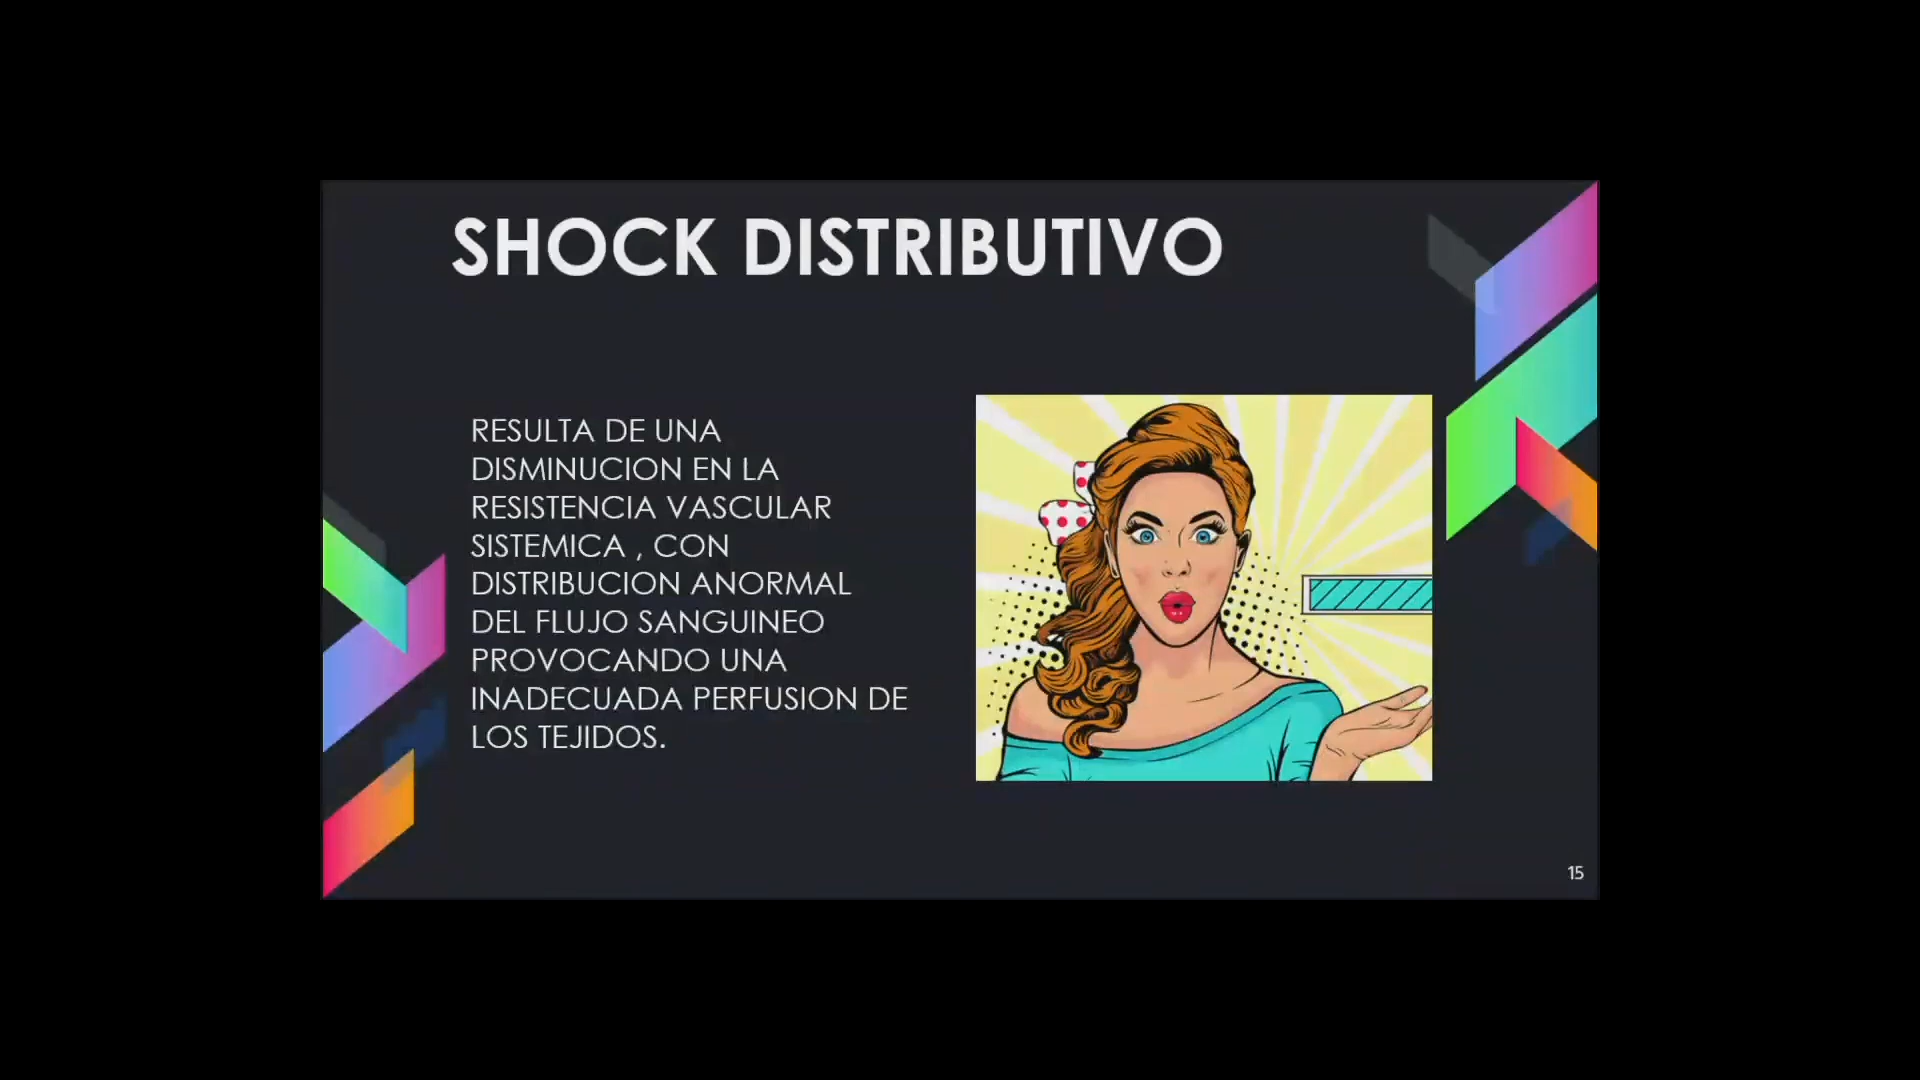 SHOCK DISTRIBUTIVO
RESULTA DE UNA
DISMINUCION EN LA
RESISTENCIA VASCULAR
SISTEMICA , CON
DISTRIBUCION ANORMAL
DEL FLUJO SANGUINEO
PROVOCANDO UNA
INADECUADA PERFUSION DE
LOS TEJIDOS.
15